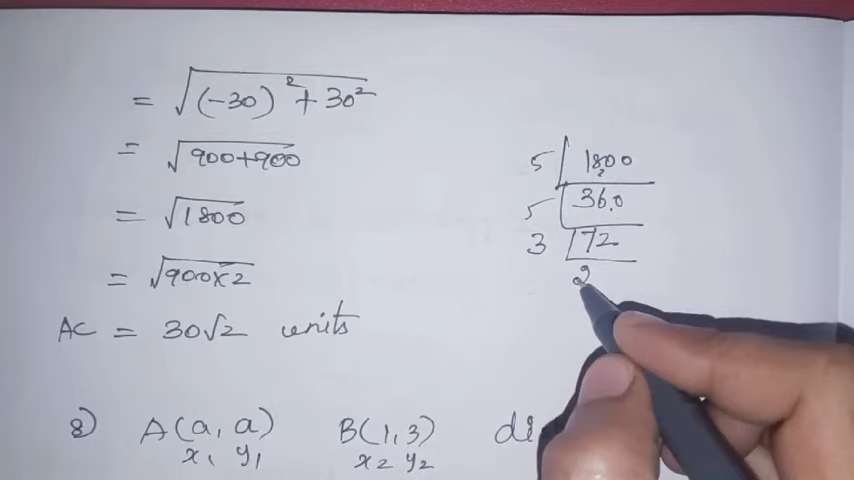 = √(-30)² + 30²
= √900+900
= √1800
= √900×2
AC = 30√2 units
5 | 1800
5 | 360
3 | 72
2
8) A(a, a) B(1,3) di
x₁ y₁ x₂ y₂